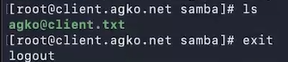 [root@client.agko.net samba]# ls
agko@client.txt
[root@client.agko.net samba]# exit
logout